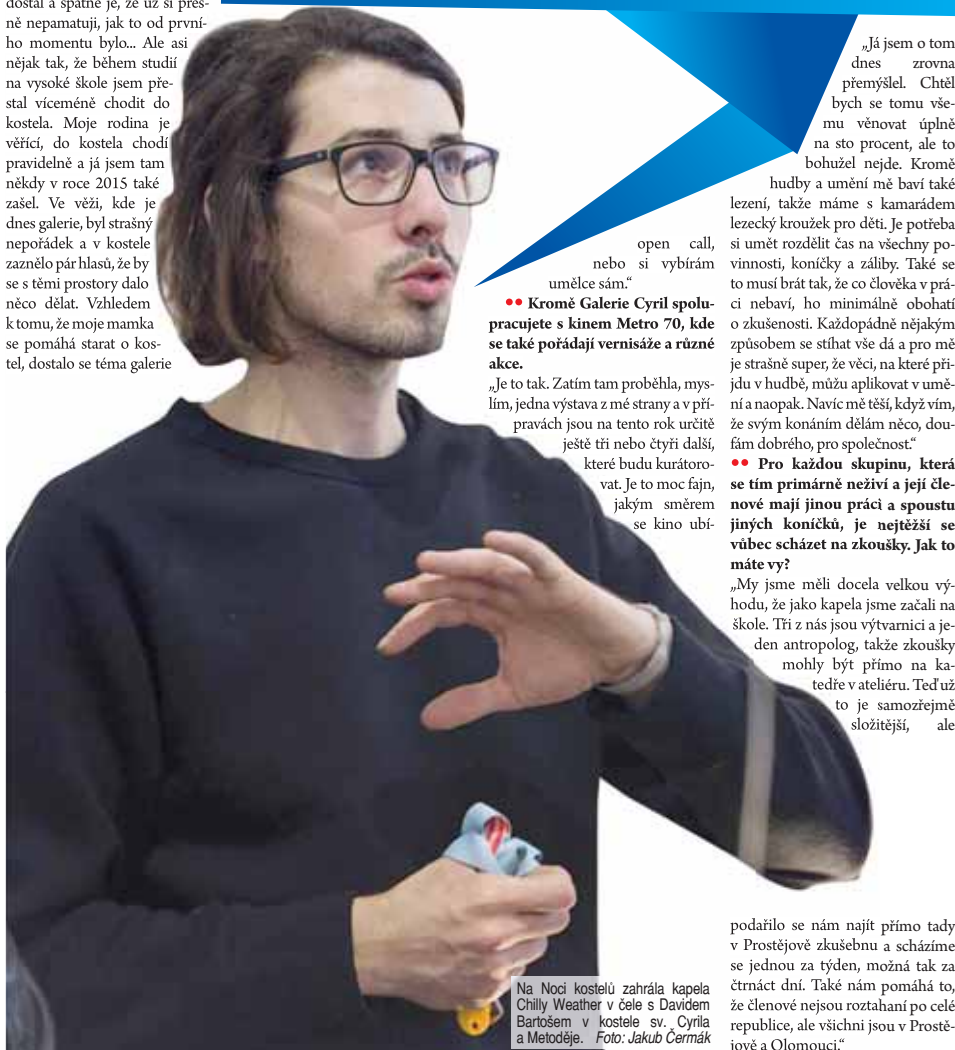 dostal a špatné je, že už si přes-
ně nepamatuji, jak to od první-
ho momentu bylo... Ale asi
nějak tak, že během studií
na vysoké škole jsem pře-
stal víceméně chodit do
kostela. Moje rodina je
věřící, do kostela chodí
pravidelně a já jsem tam
někdy v roce 2015 také
zašel. Ve věži, kde je
dnes galerie, byl strašný
nepořádek a v kostele
zaznělo pár hlasů, že by
se s těmi prostory dalo
něco dělat. Vzhledem
k tomu, že moje mamka
se pomáhá starat o kos-
tel, dostalo se téma galerie
open call,
nebo si vybírám
umělce sám.“
•• Kromě Galerie Cyril spolu-
pracujete s kinem Metro 70, kde
se také pořádají vernisáže a různé
akce.
„Je to tak. Zatím tam proběhla, mys-
lím, jedna výstava z mé strany a v pří-
pravách jsou na tento rok určitě
ještě tři nebo čtyři další,
které budu kurátoro-
vat. Je to moc fajn,
jakým směrem
se kino ubí-
„Já jsem o tom
dnes zrovna
přemýšlel. Chtěl
bych se tomu vše-
mu věnovat úplně
na sto procent, ale to
bohužel nejde. Kromě
hudby a umění mě baví také
lezení, takže máme s kamarádem
lezecký kroužek pro děti. Je potřeba
si umět rozdělit čas na všechny po-
vinnosti, koníčky a záliby. Také se
to musí brát tak, že co člověka v prá-
ci nebaví, ho minimálně obohatí
o zkušenosti. Každopádně nějakým
způsobem se stíhat vše dá a pro mě
je strašně super, že věci, na které při-
jdu v hudbě, můžu aplikovat v umě-
ní a naopak. Navíc mě těší, když vím,
že svým konáním dělám něco, dou-
fám dobrého, pro společnost.“
•• Pro každou skupinu, která
se tím primárně neživí a její čle-
nové mají jinou práci a spoustu
jiných koníčků, je nejtěžší se
vůbec scházet na zkoušky. Jak to
máte vy?
„My jsme měli docela velkou vý-
hodu, že jako kapela jsme začali na
škole. Tři z nás jsou výtvarnici a je-
den antropolog, takže zkoušky
mohly být přímo na ka-
tedře v ateliéru. Teď už
to je samozřejmě
složitější, ale
podařilo se nám najít přímo tady
v Prostějově zkušebnu a scházíme
se jednou za týden, možná tak za
čtrnáct dní. Také nám pomáhá to,
že členové nejsou roztahaní po celé
republice, ale všichni jsou v Prostě-
jově a Olomouci.“
Na Noci kostelů zahrála kapela
Chilly Weather v čele s Davidem
Bartošem v kostele sv. Cyrila
a Metoděje. Foto: Jakub Čermák